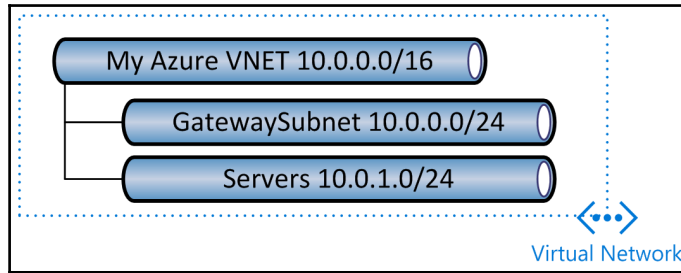 My Azure VNET 10.0.0.0/16
GatewaySubnet 10.0.0.0/24
Servers 10.0.1.0/24
Virtual Network